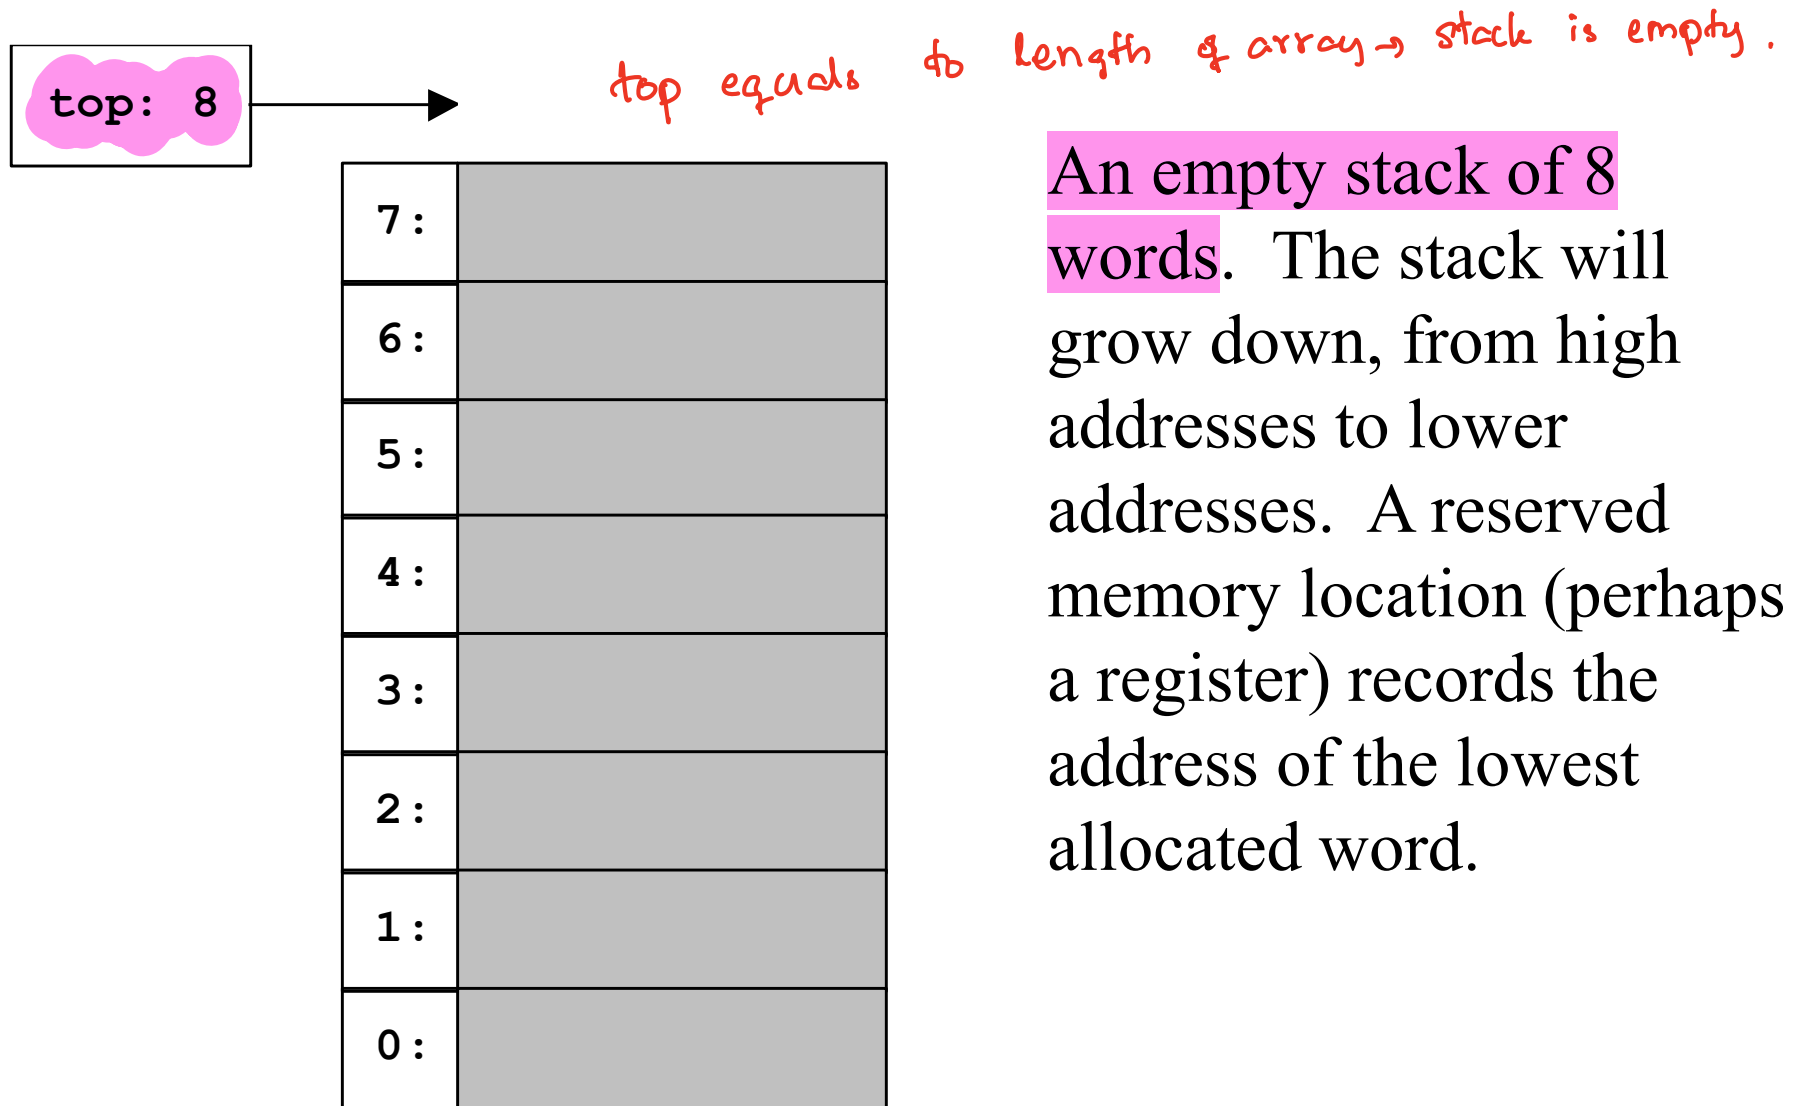 top: 8
top equals to length of array → stack is empty.
7:
6:
5:
4:
3:
2:
1:
0:
An empty stack of 8
words. The stack will
grow down, from high
addresses to lower
addresses. A reserved
memory location (perhaps
a register) records the
address of the lowest
allocated word.